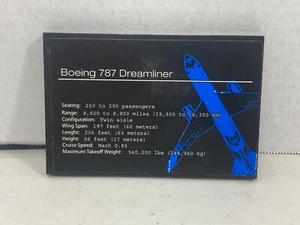 Boeing 787 Dreamliner
Seating: 250 to 290 passengers
Range: 8,600 to 8,800 miles (15,900 to 16,300 km)
Configuration: Twin aisle
Wing Span: 197 feet (60 meters)
Lenght: 206 feet (63 meters)
Height: 56 feet (17 meters)
Cruise Speed: Mach 0.85
Maximum Takeoff Weight: 540,000 lbs (244,940 kg)